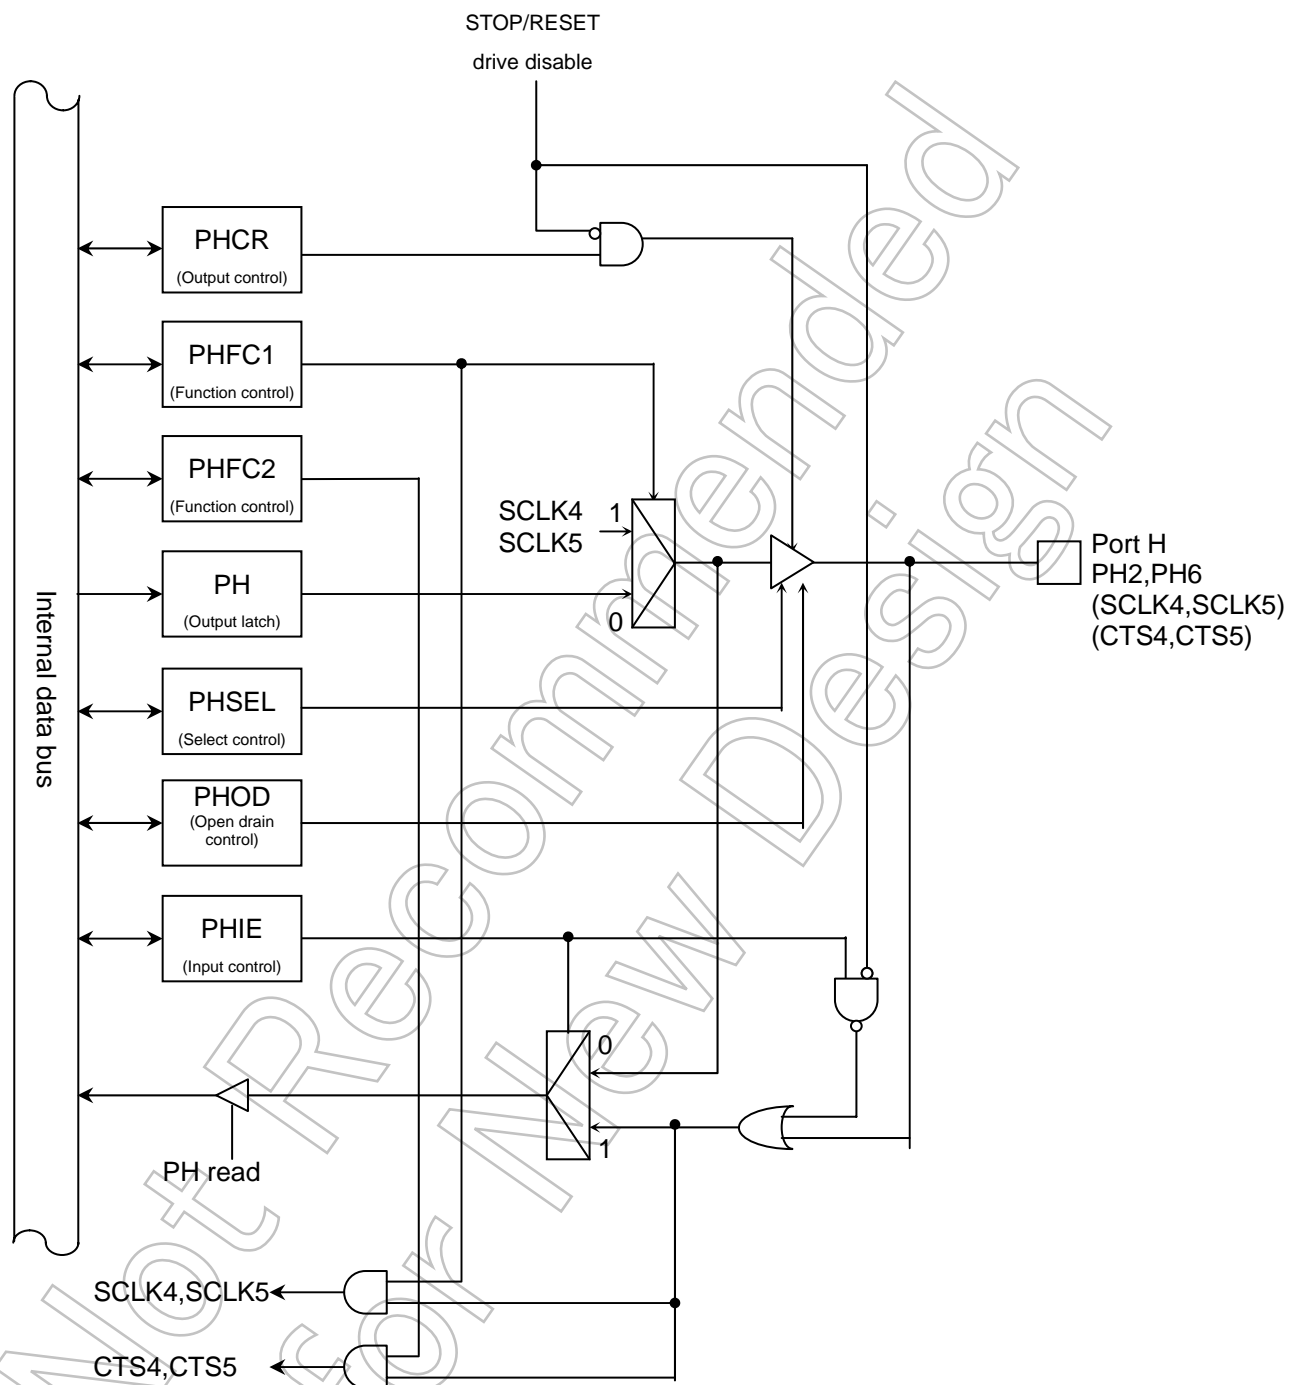 STOP/RESET
drive disable
PHCR
(Output control)
PHFC1
(Function control)
PHFC2
(Function control)
SCLK4
SCLK5
1
0
PH
(Output latch)
Port H
PH2,PH6
(SCLK4,SCLK5)
(CTS4,CTS5)
Internal data bus
PHSEL
(Select control)
PHOD
(Open drain
control)
PHIE
(Input control)
0
1
PH read
SCLK4,SCLK5
CTS4,CTS5
Not Recommended
for New Design